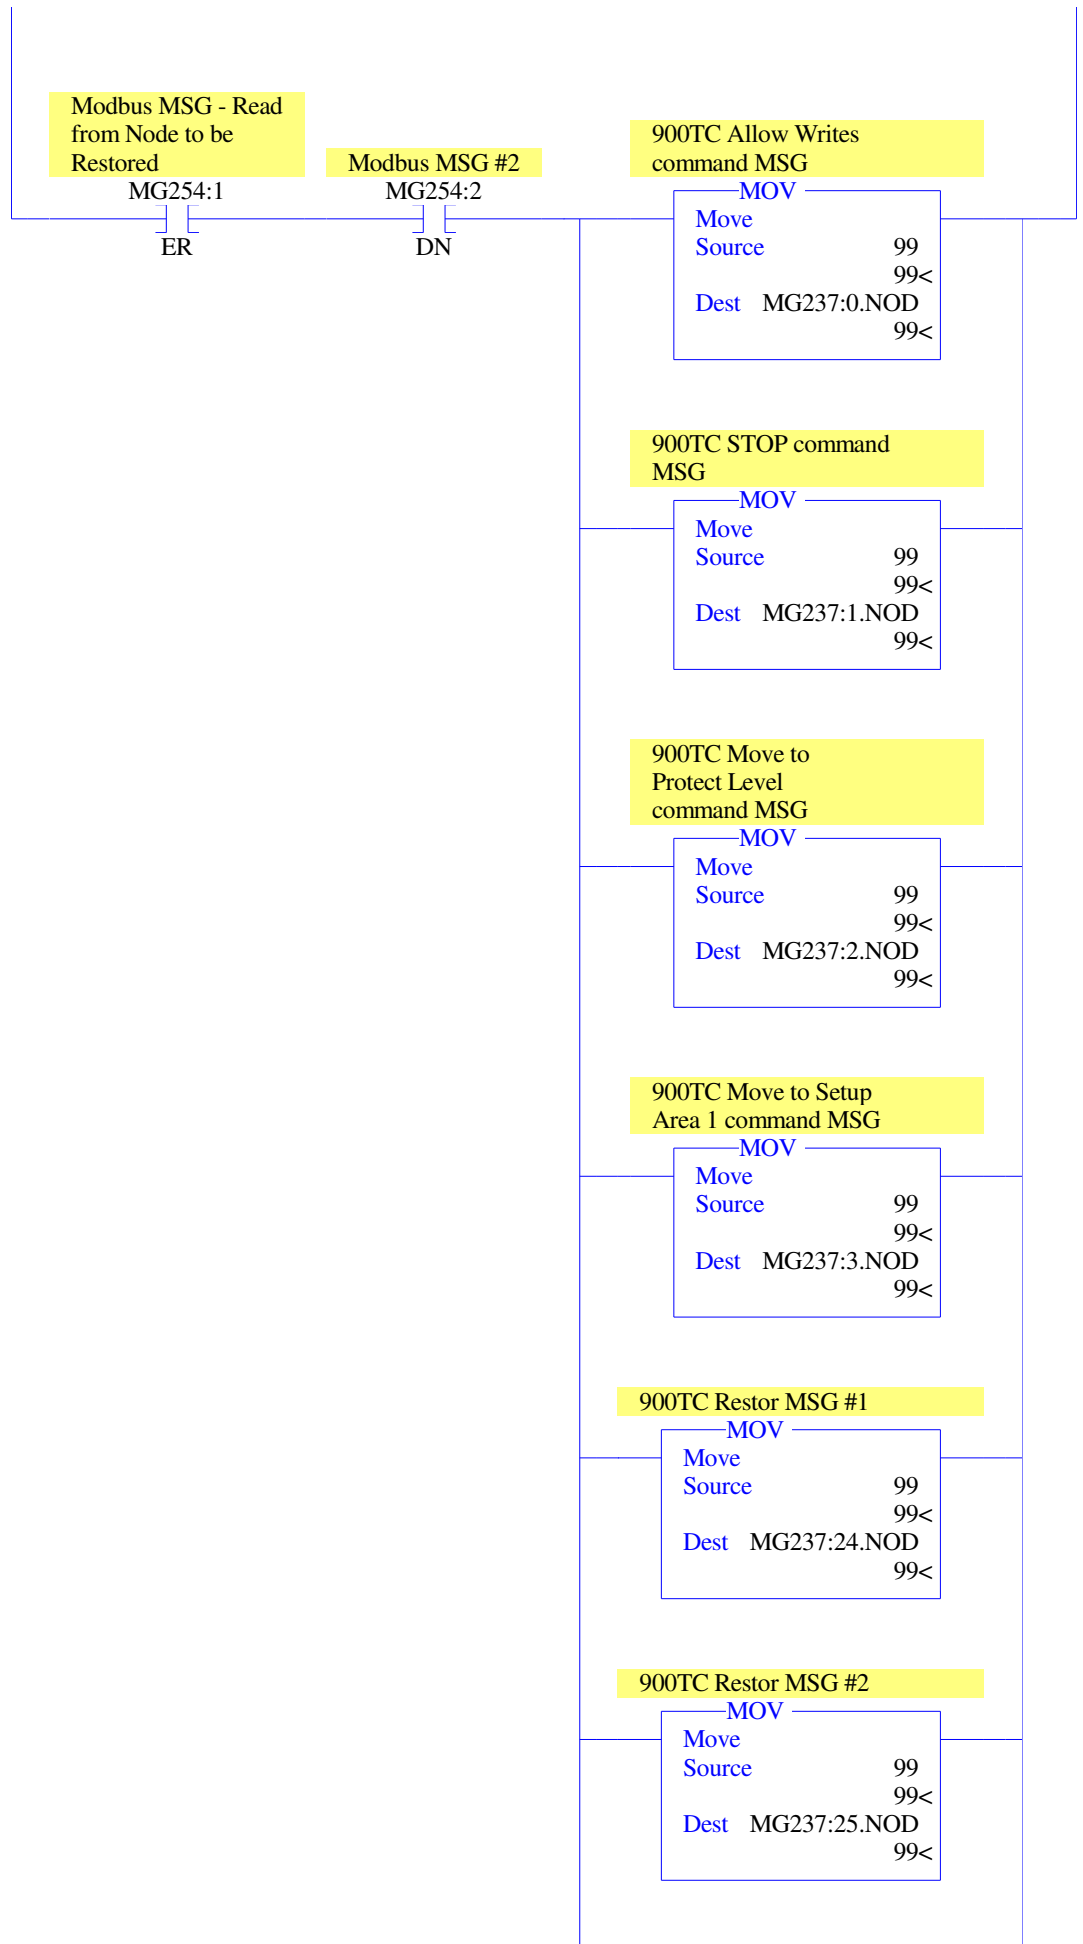 Modbus MSG - Read
from Node to be
Restored
MG254:1
ER
Modbus MSG #2
MG254:2
DN
900TC Allow Writes
command MSG
MOV
Move
Source 99
99<
Dest MG237:0.NOD
99<
900TC STOP command
MSG
MOV
Move
Source 99
99<
Dest MG237:1.NOD
99<
900TC Move to
Protect Level
command MSG
MOV
Move
Source 99
99<
Dest MG237:2.NOD
99<
900TC Move to Setup
Area 1 command MSG
MOV
Move
Source 99
99<
Dest MG237:3.NOD
99<
900TC Restor MSG #1
MOV
Move
Source 99
99<
Dest MG237:24.NOD
99<
900TC Restor MSG #2
MOV
Move
Source 99
99<
Dest MG237:25.NOD
99<